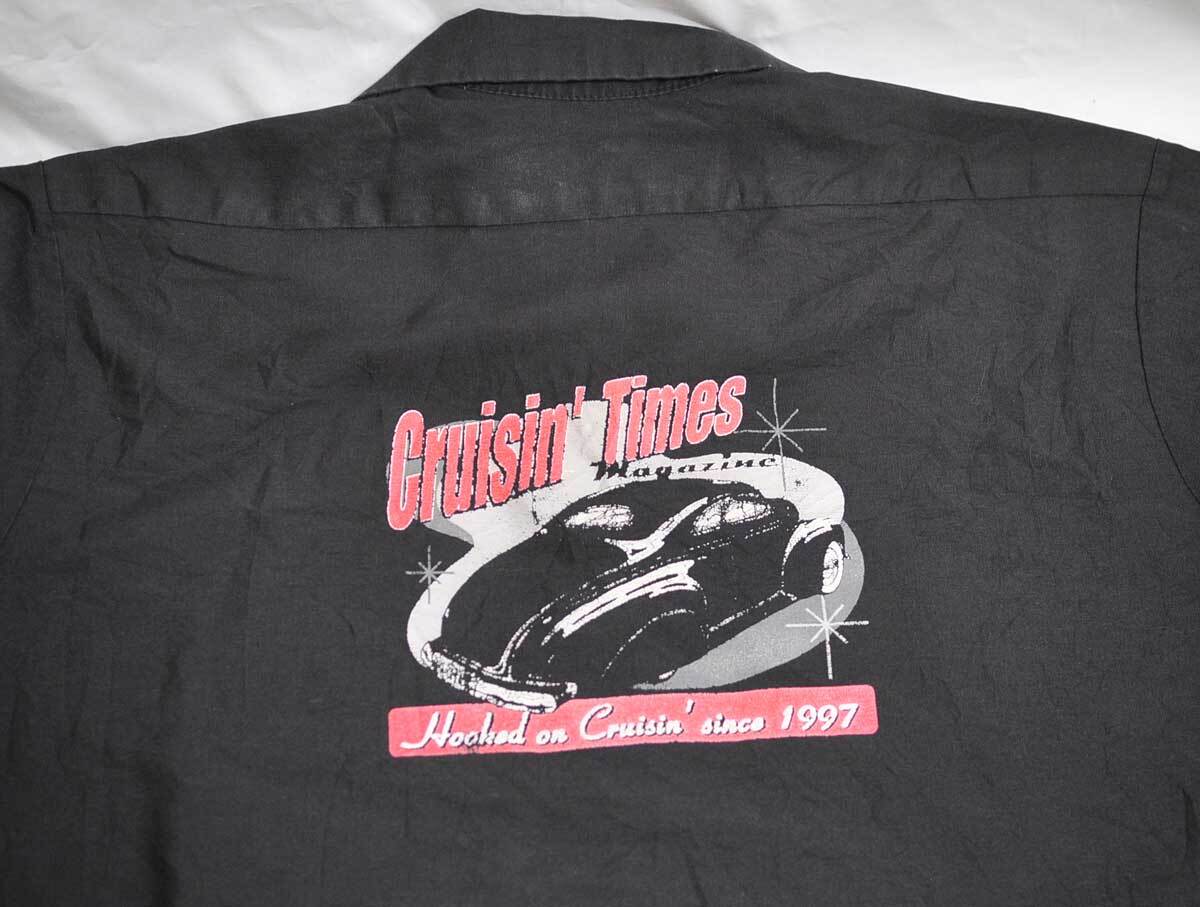 Cruisin' Times
Magazine
Hooked on Cruisin' since 1997